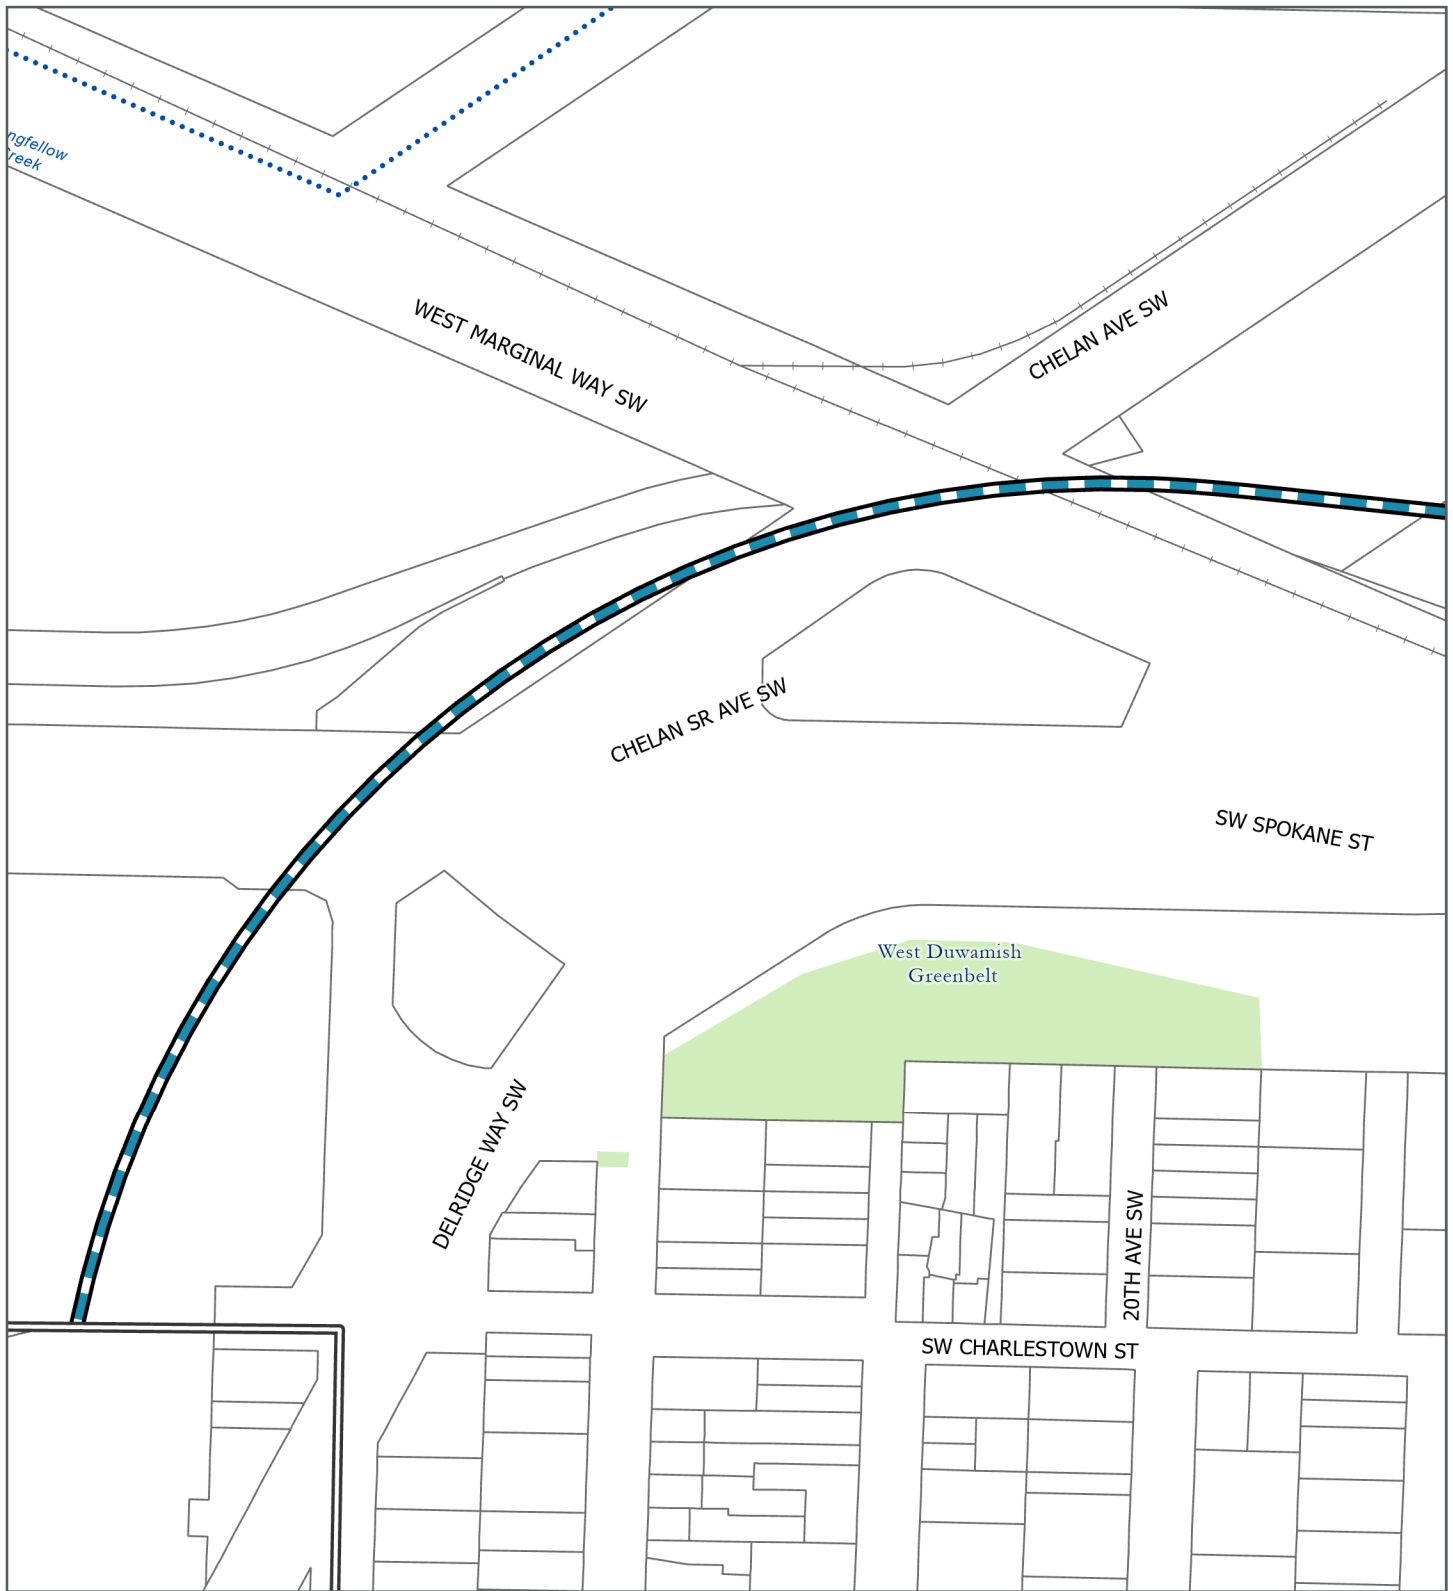 ngfellow
reek
WEST MARGINAL WAY SW
CHELAN AVE SW
CHELAN SR AVE SW
SW SPOKANE ST
West Duwamish
Greenbelt
DELRIDGE WAY SW
20TH AVE SW
SW CHARLESTOWN ST